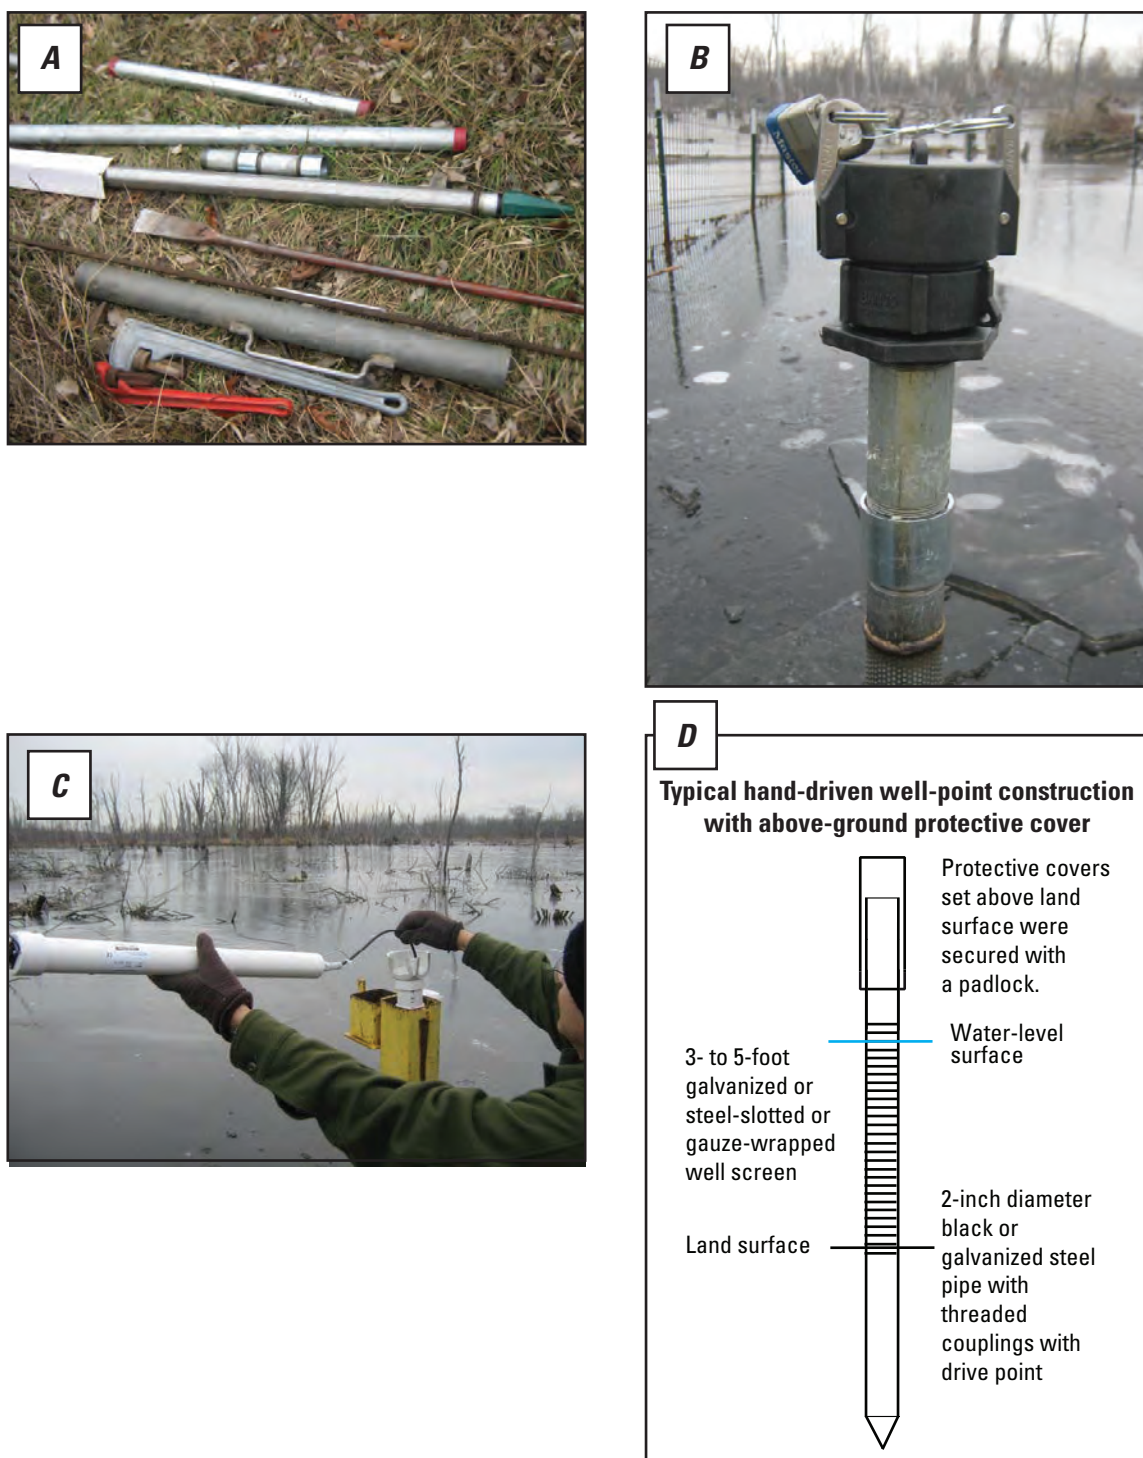 A
B
C
D
Typical hand-driven well-point construction
with above-ground protective cover
Protective covers
set above land
surface were
secured with
a padlock.
Water-level
surface
3- to 5-foot
galvanized or
steel-slotted or
gauze-wrapped
well screen
Land surface
2-inch diameter
black or
galvanized steel
pipe with
threaded
couplings with
drive point